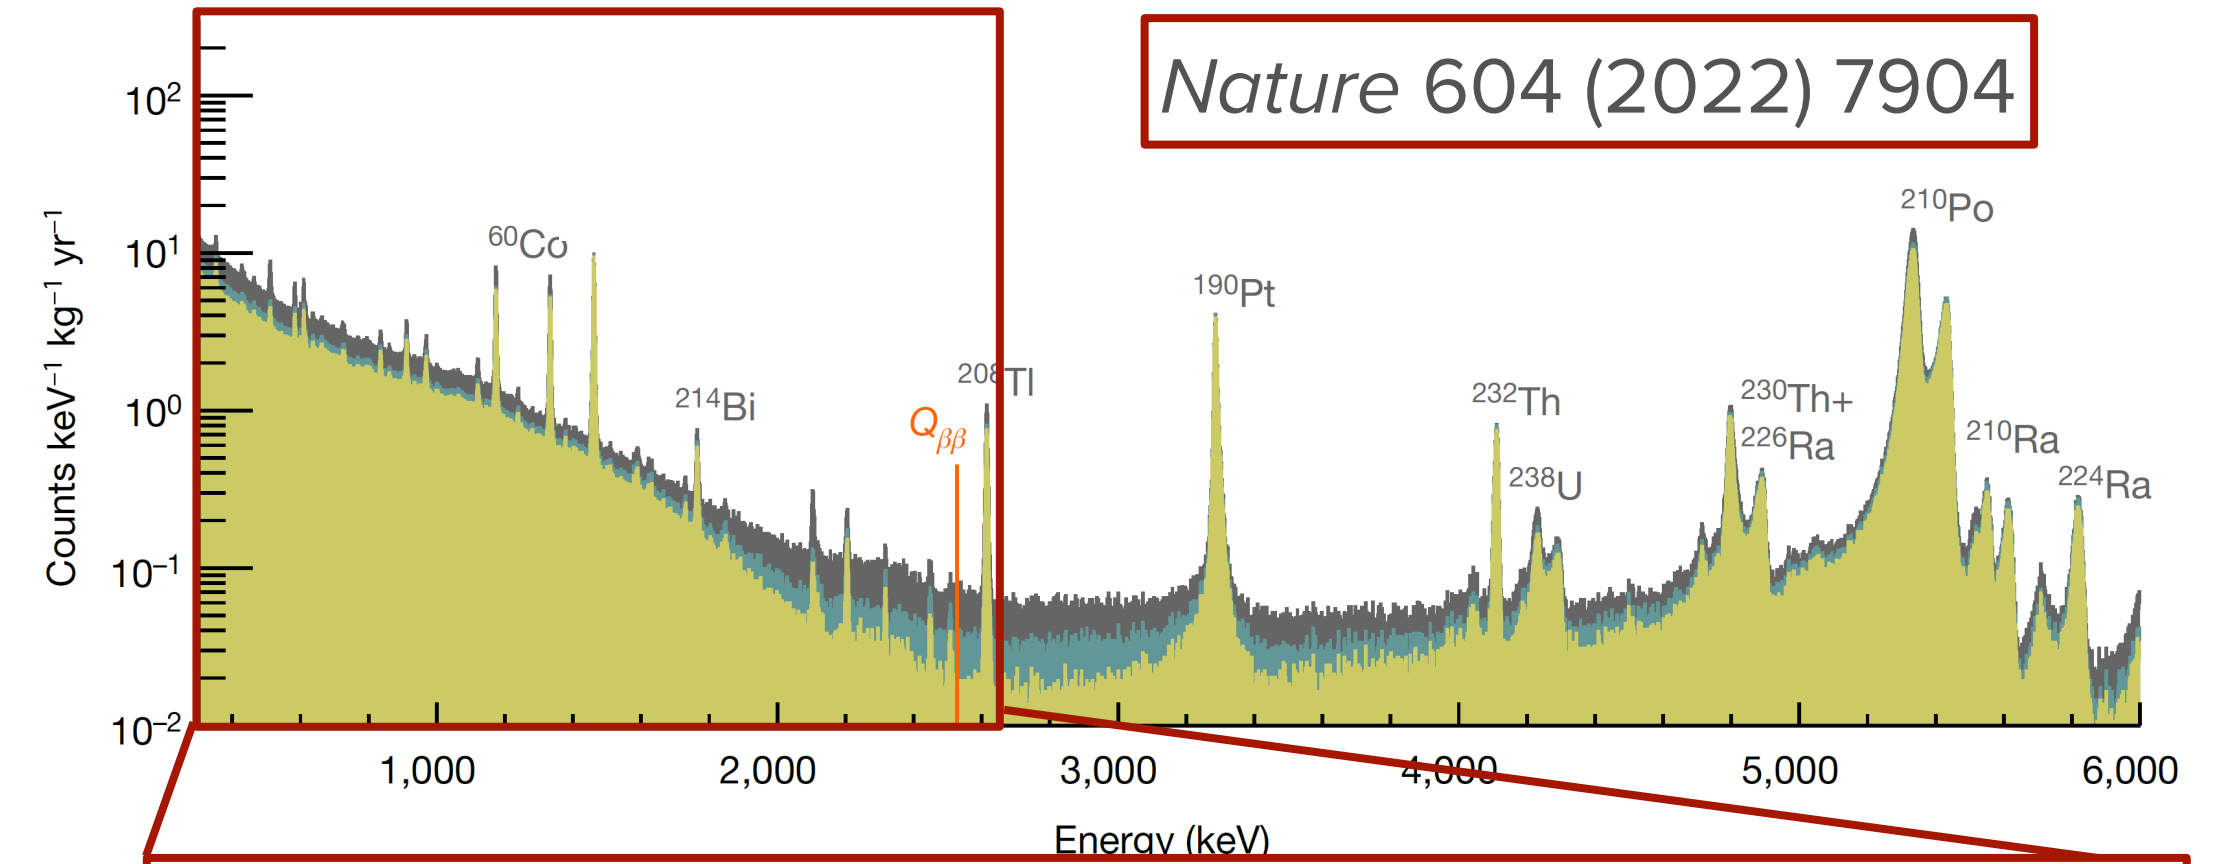 Nature 604 (2022) 7904
10²
10¹
10⁰
10⁻¹
10⁻²
Counts keV⁻¹ kg⁻¹ yr⁻¹
⁶⁰Co
²¹⁴Bi
Qββ
²⁰⁸Tl
¹⁹⁰Pt
²³²Th
²³⁸U
²³⁰Th+
²²⁶Ra
²¹⁰Po
²¹⁰Ra
²²⁴Ra
1,000
2,000
3,000
4,000
5,000
6,000
Energy (keV)